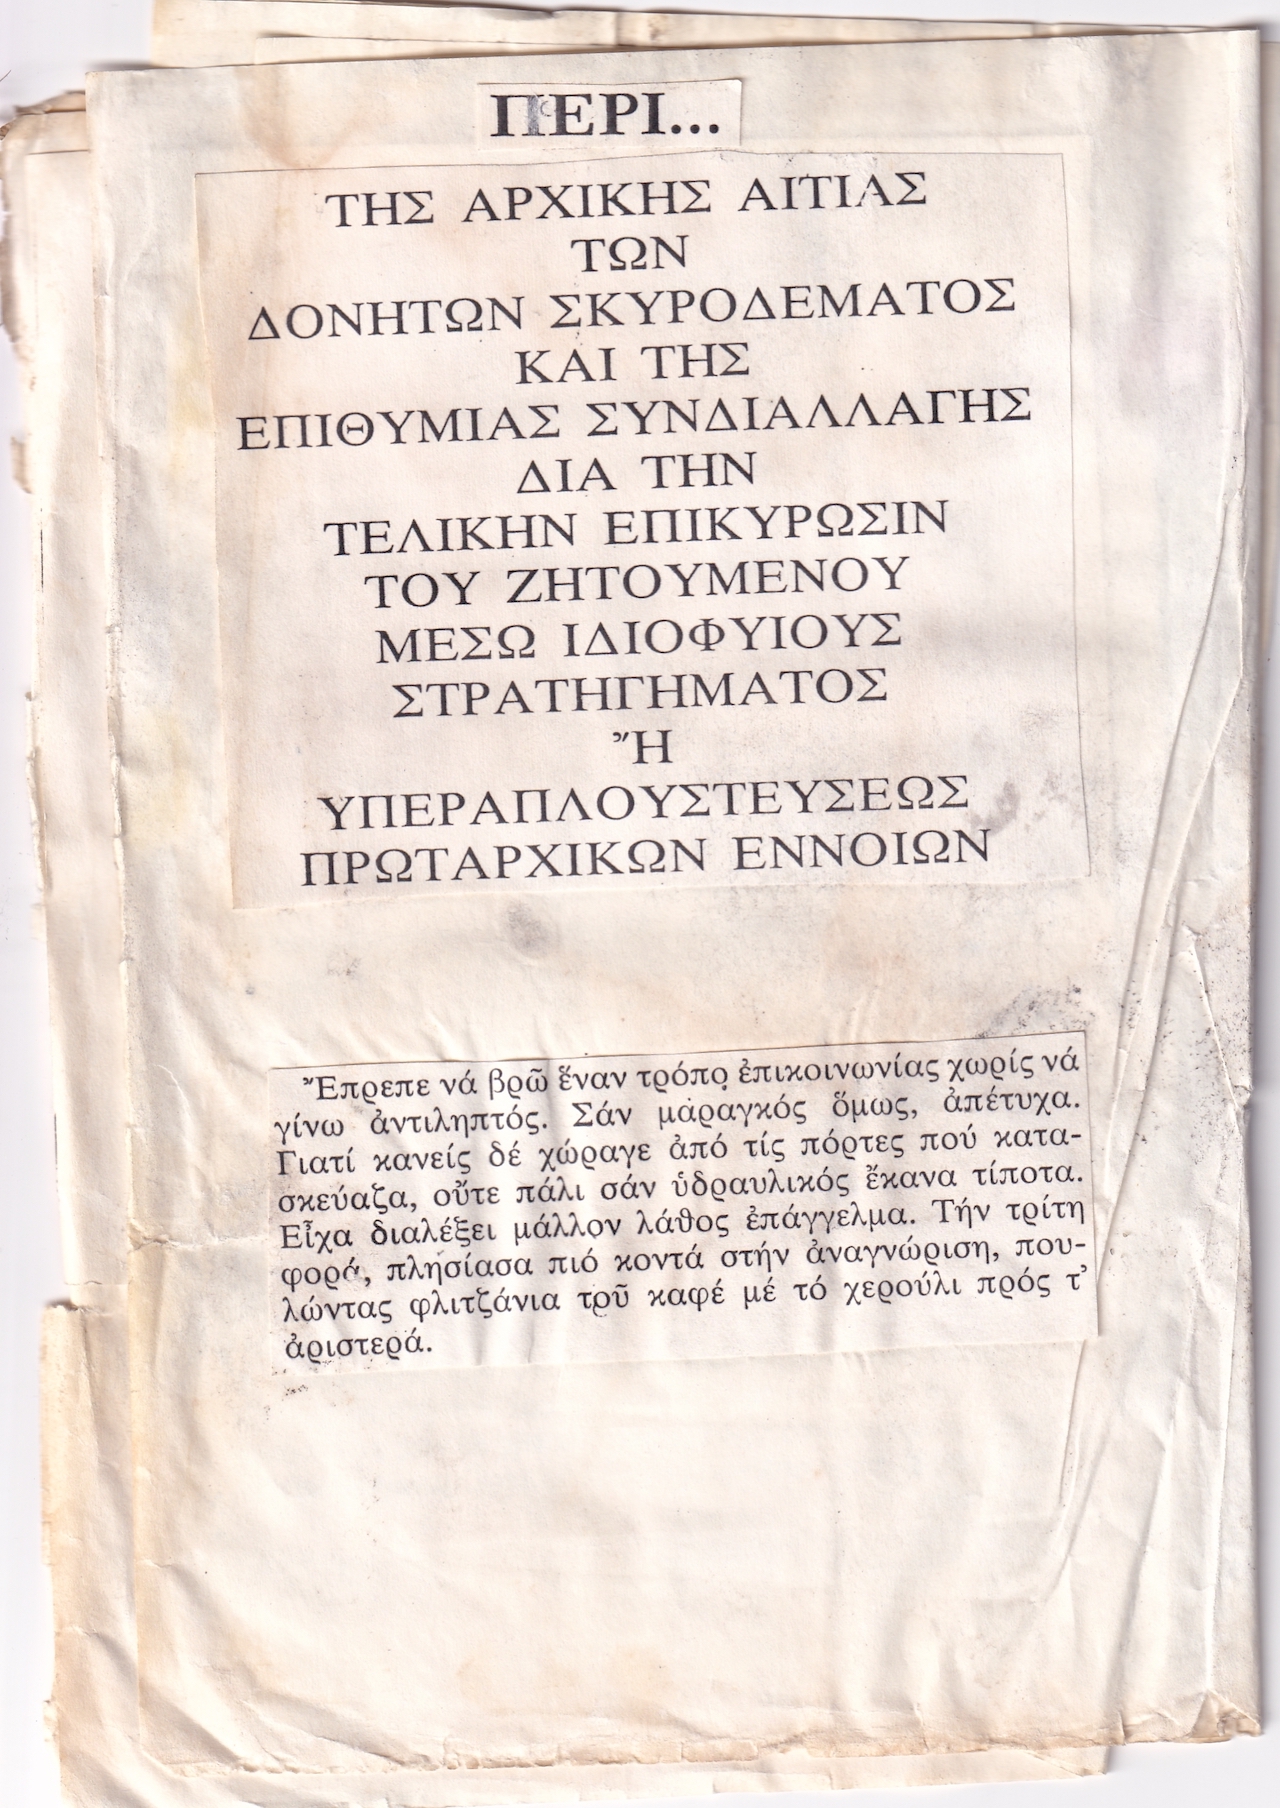 ΠΕΡΙ...
ΤΗΣ ΑΡΧΙΚΗΣ ΑΙΤΙΑΣ
ΤΩΝ
ΔΟΝΗΤΩΝ ΣΚΥΡΟΔΕΜΑΤΟΣ
ΚΑΙ ΤΗΣ
ΕΠΙΘΥΜΙΑΣ ΣΥΝΔΙΑΛΛΑΓΗΣ
ΔΙΑ ΤΗΝ
ΤΕΛΙΚΗΝ ΕΠΙΚΥΡΩΣΙΝ
ΤΟΥ ΖΗΤΟΥΜΕΝΟΥ
ΜΕΣΩ ΙΔΙΟΦΥΙΟΥΣ
ΣΤΡΑΤΗΓΗΜΑΤΟΣ
Ἤ
ΥΠΕΡΑΠΛΟΥΣΤΕΥΣΕΩΣ
ΠΡΩΤΑΡΧΙΚΩΝ ΕΝΝΟΙΩΝ
Ἔπρεπε νά βρῶ ἕναν τρόπο ἐπικοινωνίας χωρίς νά
γίνω ἀντιληπτός. Σάν μαραγκός ὅμως, ἀπέτυχα.
Γιατί κανείς δέ χώραγε ἀπό τίς πόρτες πού κατα-
σκεύαζα, οὔτε πάλι σάν ὑδραυλικός ἔκανα τίποτα.
Εἶχα διαλέξει μάλλον λάθος ἐπάγγελμα. Τήν τρίτη
φορά, πλησίασα πιό κοντά στήν ἀναγνώριση, που-
λώντας φλιτζάνια τοῦ καφέ μέ τό χερούλι πρός τ'
ἀριστερά.